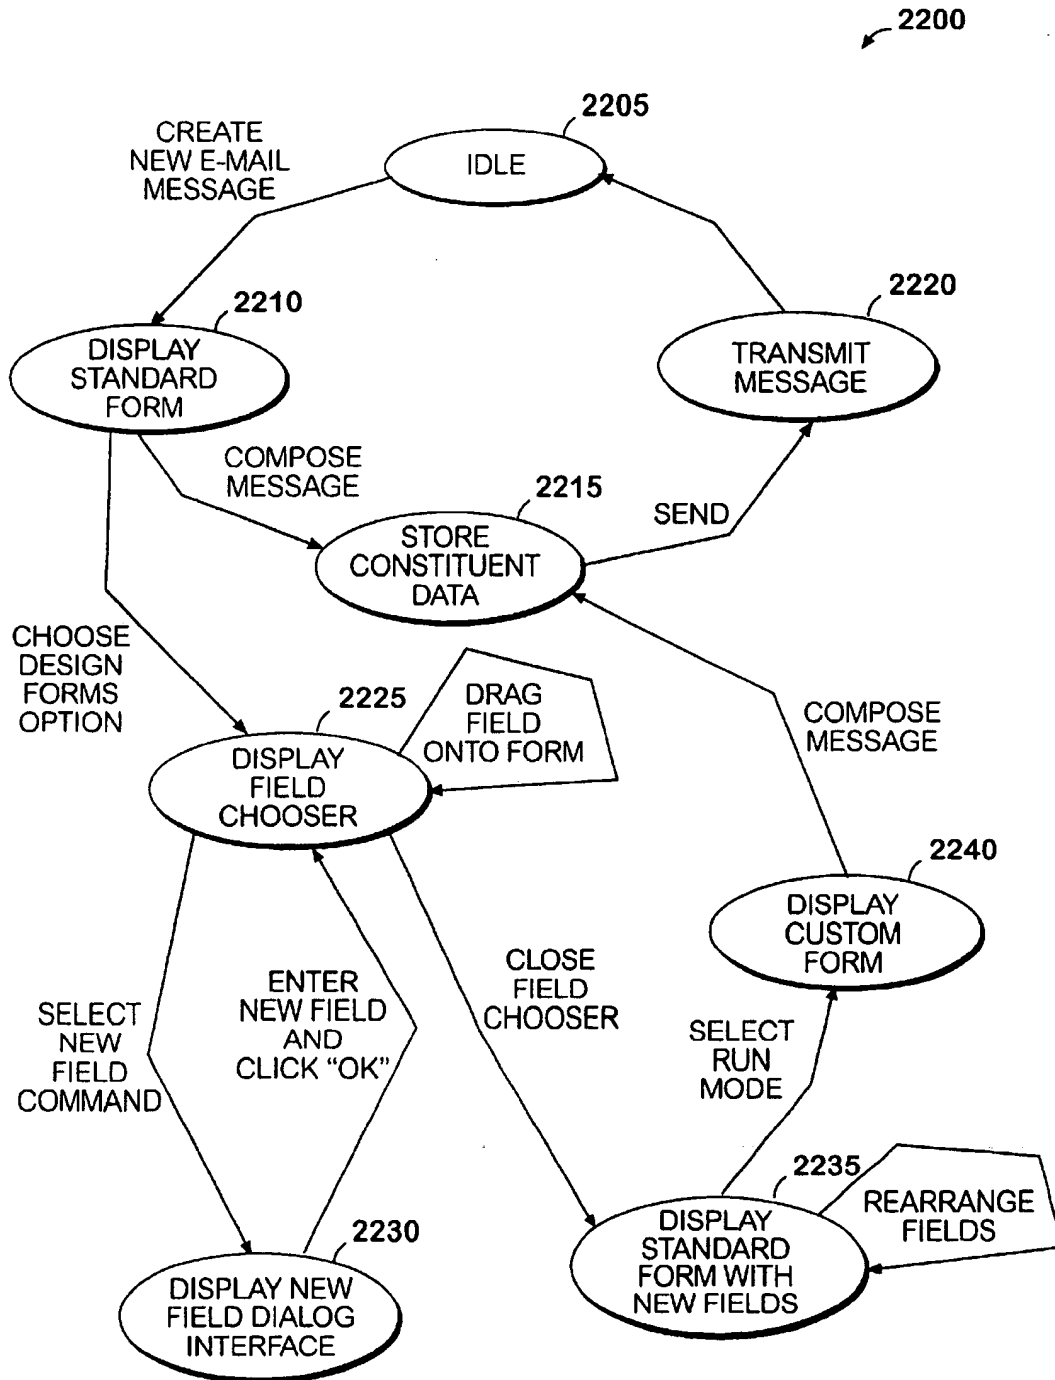 2200
2205
IDLE
CREATE
NEW E-MAIL
MESSAGE
2210
DISPLAY
STANDARD
FORM
2220
TRANSMIT
MESSAGE
COMPOSE
MESSAGE
2215
STORE
CONSTITUENT
DATA
SEND
CHOOSE
DESIGN
FORMS
OPTION
2225
DISPLAY
FIELD
CHOOSER
DRAG
FIELD
ONTO FORM
COMPOSE
MESSAGE
2240
DISPLAY
CUSTOM
FORM
SELECT
NEW
FIELD
COMMAND
ENTER
NEW FIELD
AND
CLICK “OK”
CLOSE
FIELD
CHOOSER
SELECT
RUN
MODE
2230
DISPLAY NEW
FIELD DIALOG
INTERFACE
2235
DISPLAY
STANDARD
FORM WITH
NEW FIELDS
REARRANGE
FIELDS